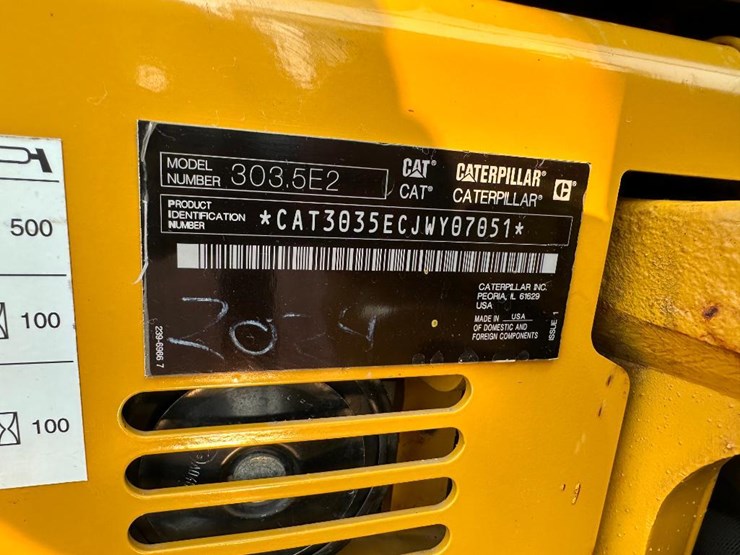 MODEL NUMBER 303.5E2
CAT® CATERPILLAR® C
CAT® CATERPILLAR®
PRODUCT IDENTIFICATION NUMBER *CAT3035ECJWY07051*
CATERPILLAR INC.
PEORIA, IL 61629
USA
MADE IN USA
OF DOMESTIC AND
FOREIGN COMPONENTS
ISSUE 1
239-5966 7
500
100
100